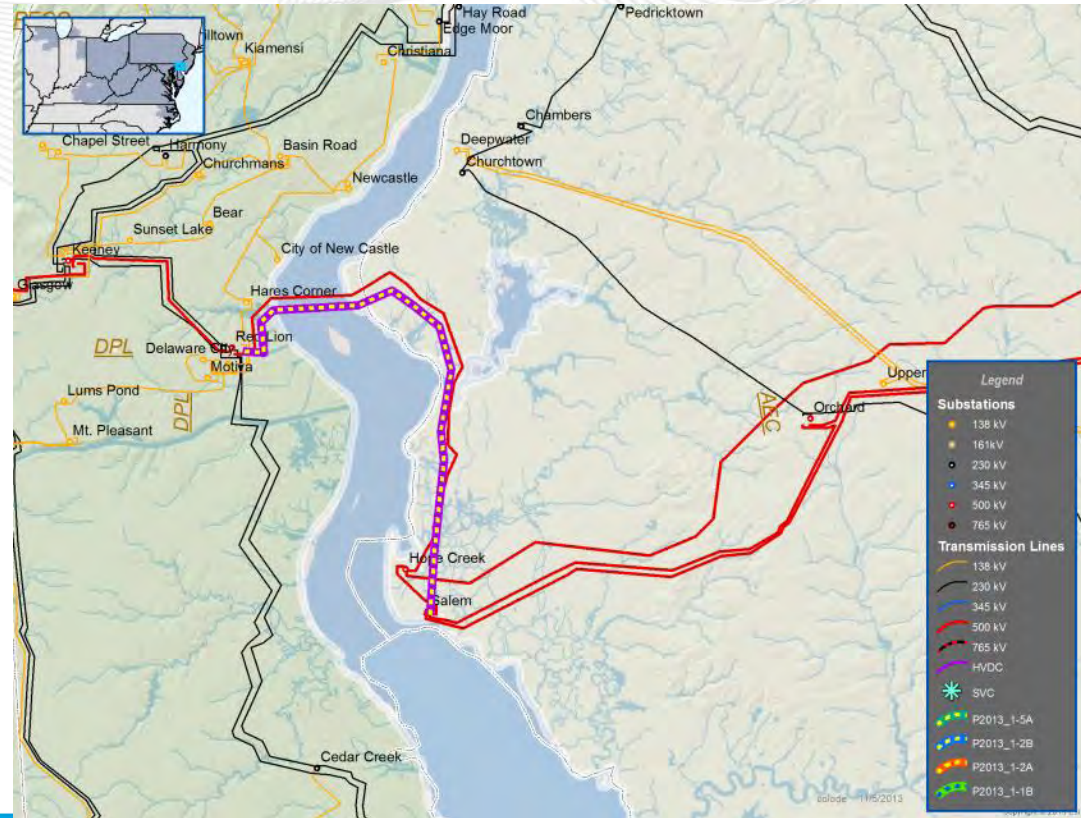 Hay Road
Pedricktown
Edge Moor
Kiamensi
Christiana
Chambers
Chapel Street
Harmony
Basin Road
Deepwater
Churchmans
Churchtown
Newcastle
Bear
Sunset Lake
Keeney
City of New Castle
Glasgow
Hares Corner
Red Lion
DPL
Delaware City
Motiva
Upper
Lums Pond
DPL
AEC
Orchard
Mt. Pleasant
Hope Creek
Salem
Cedar Creek
Legend
Substations
138 kV
161kV
230 kV
345 kV
500 kV
765 kV
Transmission Lines
138 kV
230 kV
345 kV
500 kV
765 kV
HVDC
SVC
P2013_1-5A
P2013_1-2B
P2013_1-2A
P2013_1-1B
11/5/2013